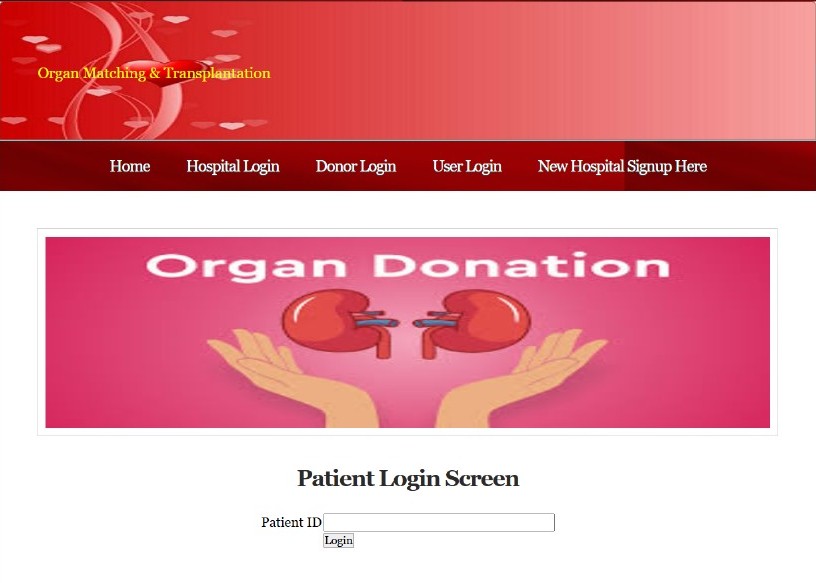 Organ Matching & Transplantation
Home Hospital Login Donor Login User Login New Hospital Signup Here
Organ Donation
Patient Login Screen
Patient ID
Login